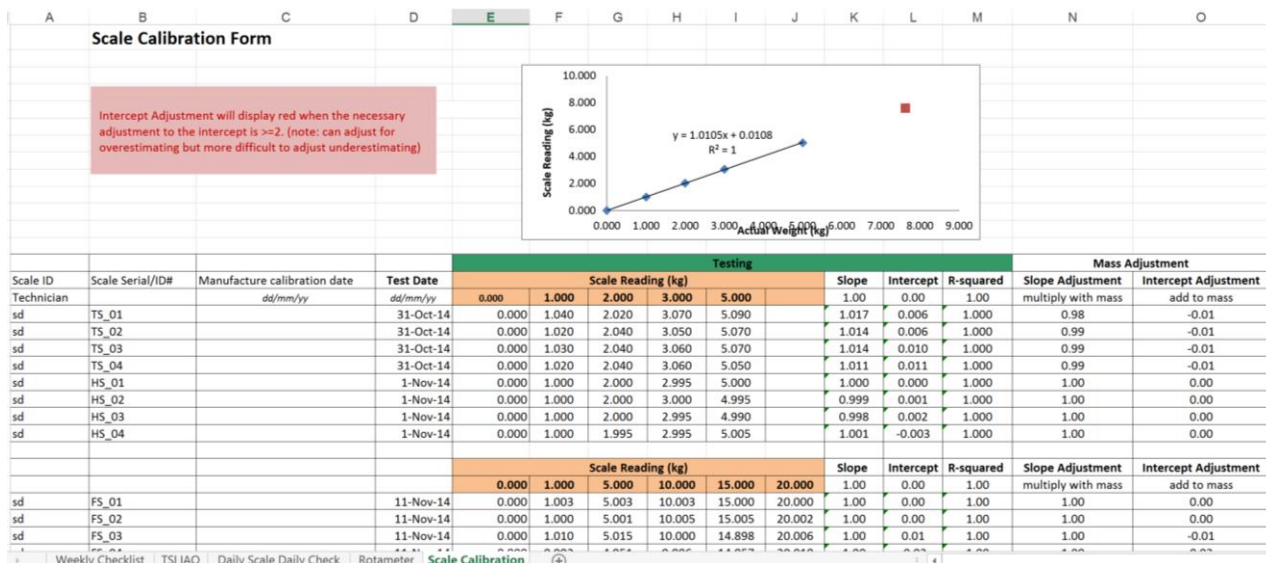 A B C D E F G H I J K L M N O
Scale Calibration Form
Intercept Adjustment will display red when the necessary
adjustment to the intercept is >=2. (note: can adjust for
overestimating but more difficult to adjust underestimating)
10.000
8.000
6.000
4.000
2.000
0.000
Scale Reading (kg)
y = 1.0105x + 0.0108
R² = 1
0.000 1.000 2.000 3.000 4.000 5.000 6.000 7.000 8.000 9.000
Actual Weight (kg)
Testing Mass Adjustment
Scale ID Scale Serial/ID# Manufacture calibration date Test Date Scale Reading (kg) Slope Intercept R-squared Slope Adjustment Intercept Adjustment
Technician dd/mm/yy dd/mm/yy 0.000 1.000 2.000 3.000 5.000 1.00 0.00 1.00 multiply with mass add to mass
sd TS_01 31-Oct-14 0.000 1.040 2.020 3.070 5.090 1.017 0.006 1.000 0.98 -0.01
sd TS_02 31-Oct-14 0.000 1.020 2.040 3.050 5.070 1.014 0.006 1.000 0.99 -0.01
sd TS_03 31-Oct-14 0.000 1.030 2.040 3.060 5.070 1.014 0.010 1.000 0.99 -0.01
sd TS_04 31-Oct-14 0.000 1.020 2.040 3.060 5.050 1.011 0.011 1.000 0.99 -0.01
sd HS_01 1-Nov-14 0.000 1.000 2.000 2.995 5.000 1.000 0.000 1.000 1.00 0.00
sd HS_02 1-Nov-14 0.000 1.000 2.000 3.000 4.995 0.999 0.001 1.000 1.00 0.00
sd HS_03 1-Nov-14 0.000 1.000 2.000 2.995 4.990 0.998 0.002 1.000 1.00 0.00
sd HS_04 1-Nov-14 0.000 1.000 1.995 2.995 5.005 1.001 -0.003 1.000 1.00 0.00
Scale Reading (kg) Slope Intercept R-squared Slope Adjustment Intercept Adjustment
0.000 1.000 5.000 10.000 15.000 20.000 1.00 0.00 1.00 multiply with mass add to mass
sd FS_01 11-Nov-14 0.000 1.003 5.003 10.003 15.000 20.000 1.00 0.00 1.00 1.00 0.00
sd FS_02 11-Nov-14 0.000 1.000 5.001 10.005 15.005 20.002 1.00 0.00 1.00 1.00 0.00
sd FS_03 11-Nov-14 0.000 1.010 5.015 10.000 14.898 20.006 1.00 0.01 1.00 1.00 -0.01
Weekly Checklist TSI IAQ Daily Scale Daily Check Rotameter Scale Calibration